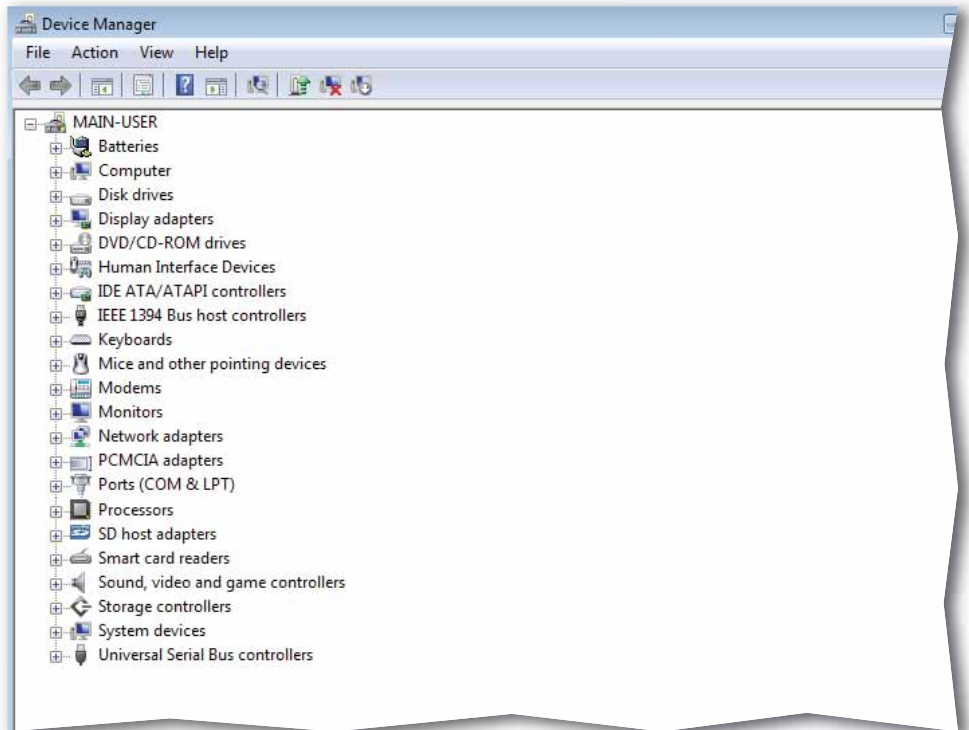 Device Manager
File Action View Help
MAIN-USER
Batteries
Computer
Disk drives
Display adapters
DVD/CD-ROM drives
Human Interface Devices
IDE ATA/ATAPI controllers
IEEE 1394 Bus host controllers
Keyboards
Mice and other pointing devices
Modems
Monitors
Network adapters
PCMCIA adapters
Ports (COM & LPT)
Processors
SD host adapters
Smart card readers
Sound, video and game controllers
Storage controllers
System devices
Universal Serial Bus controllers